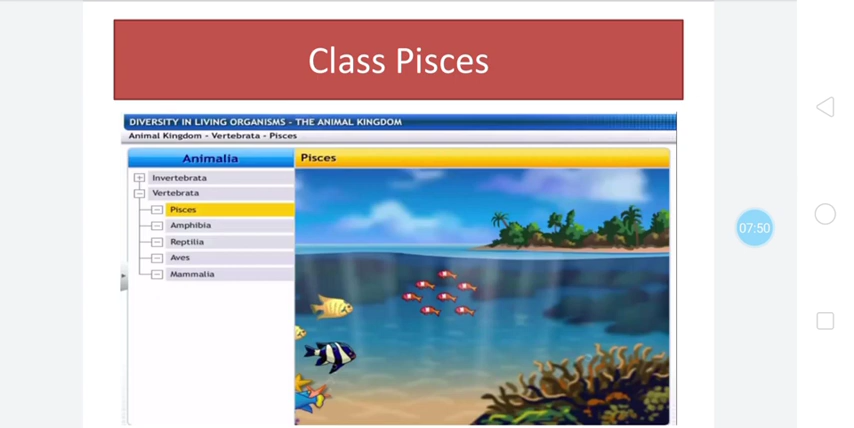 Class Pisces
DIVERSITY IN LIVING ORGANISMS - THE ANIMAL KINGDOM
Animal Kingdom - Vertebrata - Pisces
Animalia
Pisces
Invertebrata
Vertebrata
Pisces
Amphibia
Reptilia
Aves
Mammalia
07:50